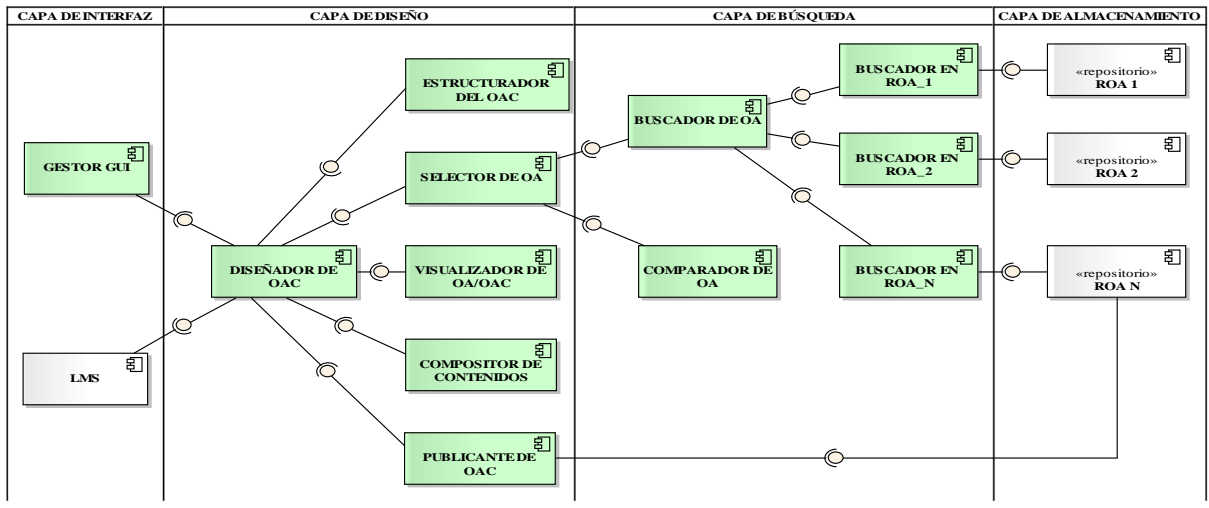 CAPA DE INTERFAZ
CAPA DE DISEÑO
CAPA DE BÚSQUEDA
CAPA DE ALMACENAMIENTO
GESTOR GUI
LMS
DISEÑADOR DE
OAC
ESTRUCTURADOR
DEL OAC
SELECTOR DE OA
VISUALIZADOR DE
OA/OAC
COMPOSITOR DE
CONTENIDOS
PUBLICANTE DE
OAC
BUSCADOR DE OA
COMPARADOR DE
OA
BUSCADOR EN
ROA_1
BUSCADOR EN
ROA_2
BUSCADOR EN
ROA_N
«repositorio»
ROA 1
«repositorio»
ROA 2
«repositorio»
ROA N